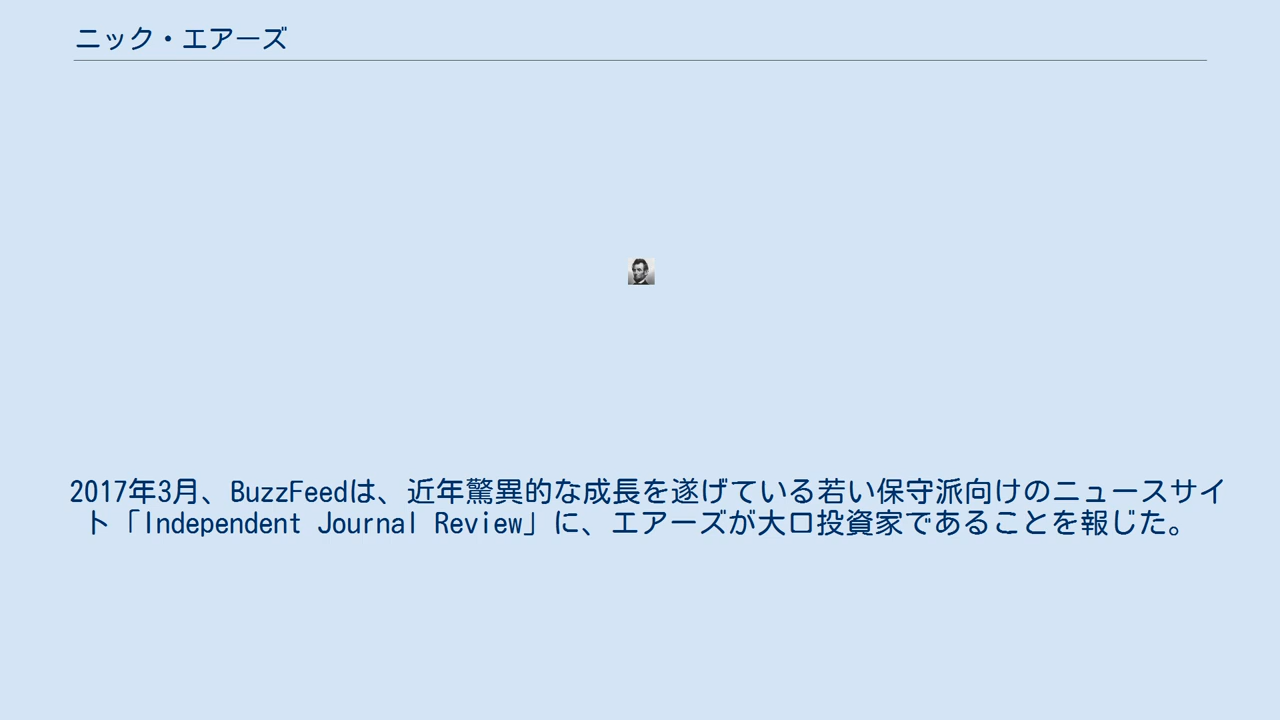 ニック・エアーズ
2017年3月、BuzzFeedは、近年驚異的な成長を遂げている若い保守派向けのニュースサイ
ト「Independent Journal Review」に、エアーズが大口投資家であることを報じた。